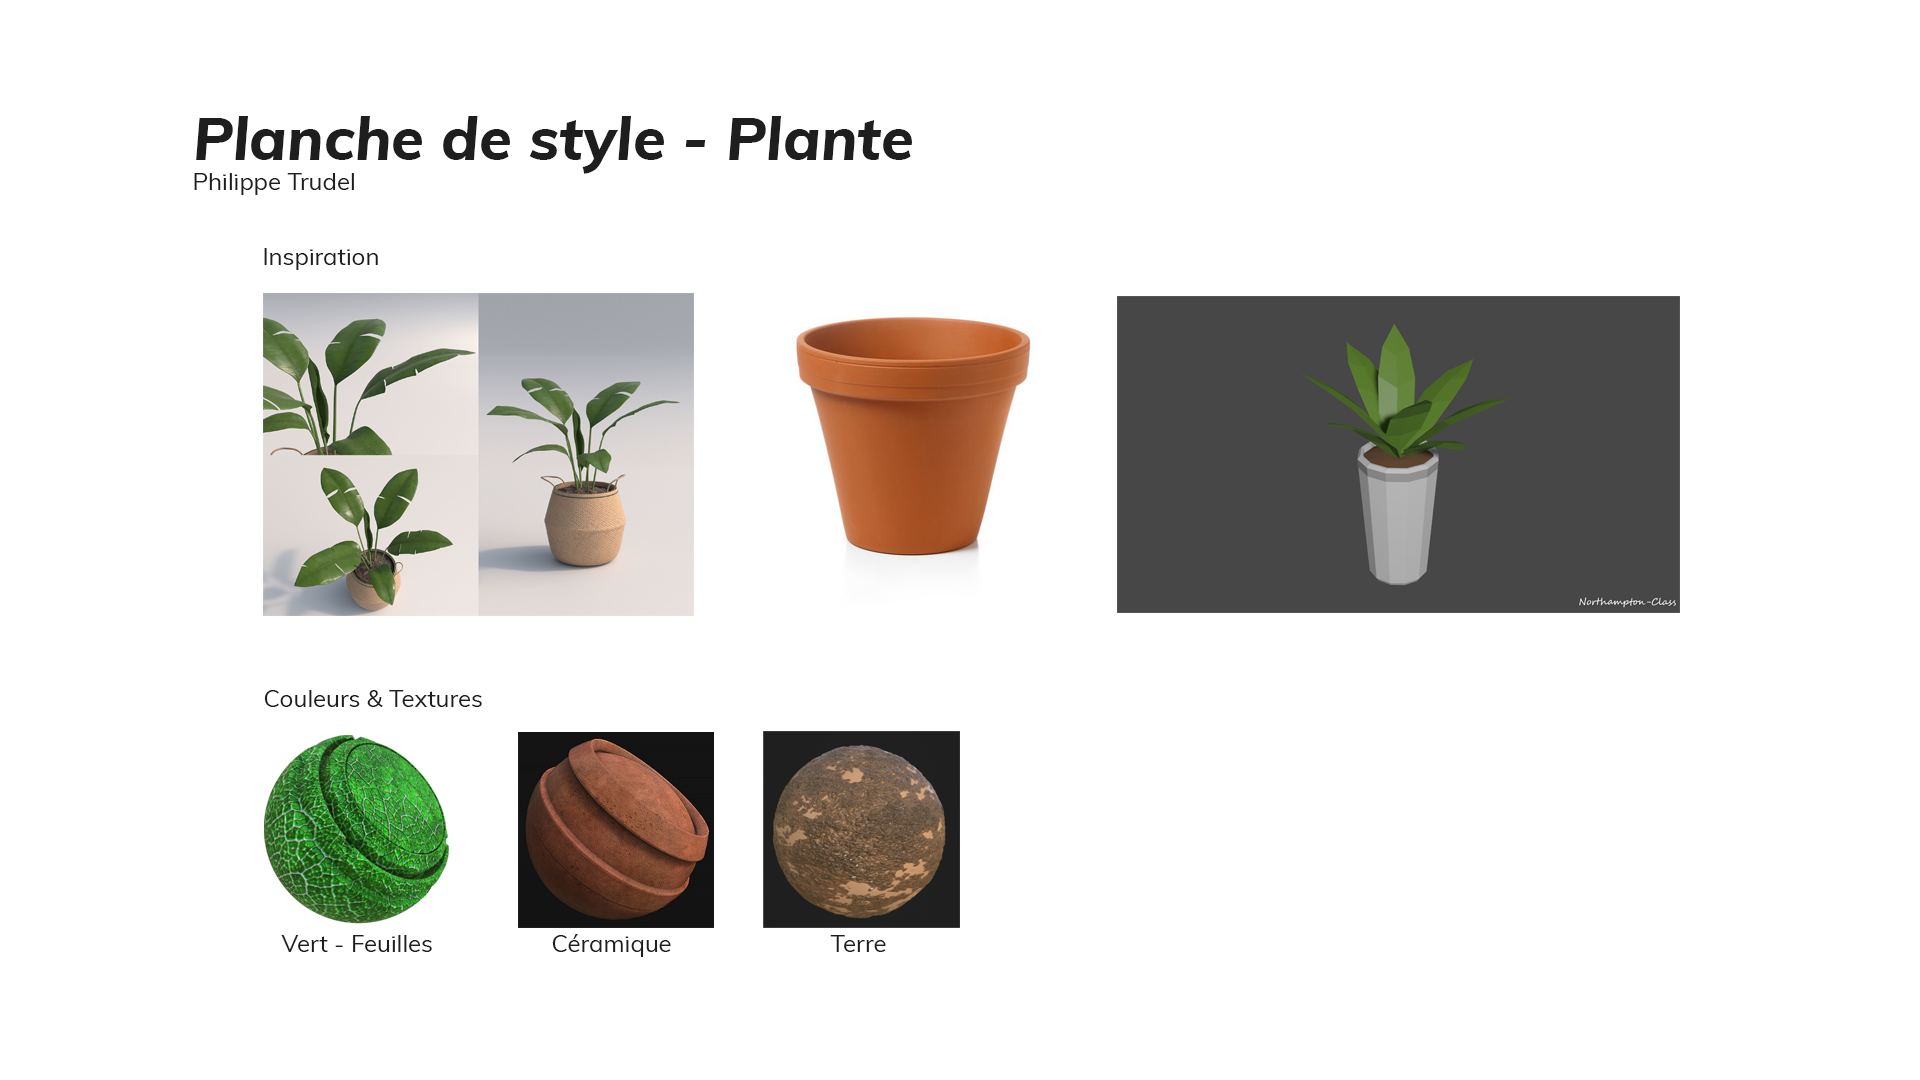 Planche de style - Plante
Philippe Trudel
Inspiration
Northampton-Class
Couleurs & Textures
Vert - Feuilles
Céramique
Terre